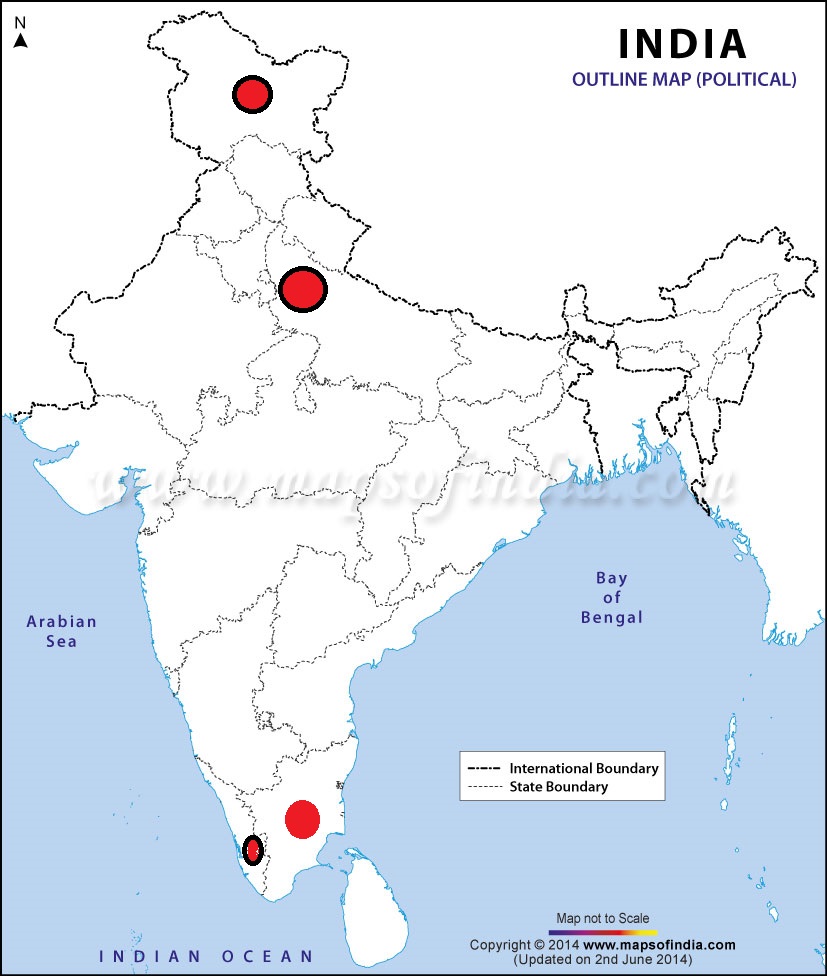 N
INDIA
OUTLINE MAP (POLITICAL)
www.mapsofindia.com
Arabian
Sea
Bay
of
Bengal
International Boundary
State Boundary
INDIAN OCEAN
Map not to Scale
Copyright © 2014 www.mapsofindia.com
(Updated on 2nd June 2014)